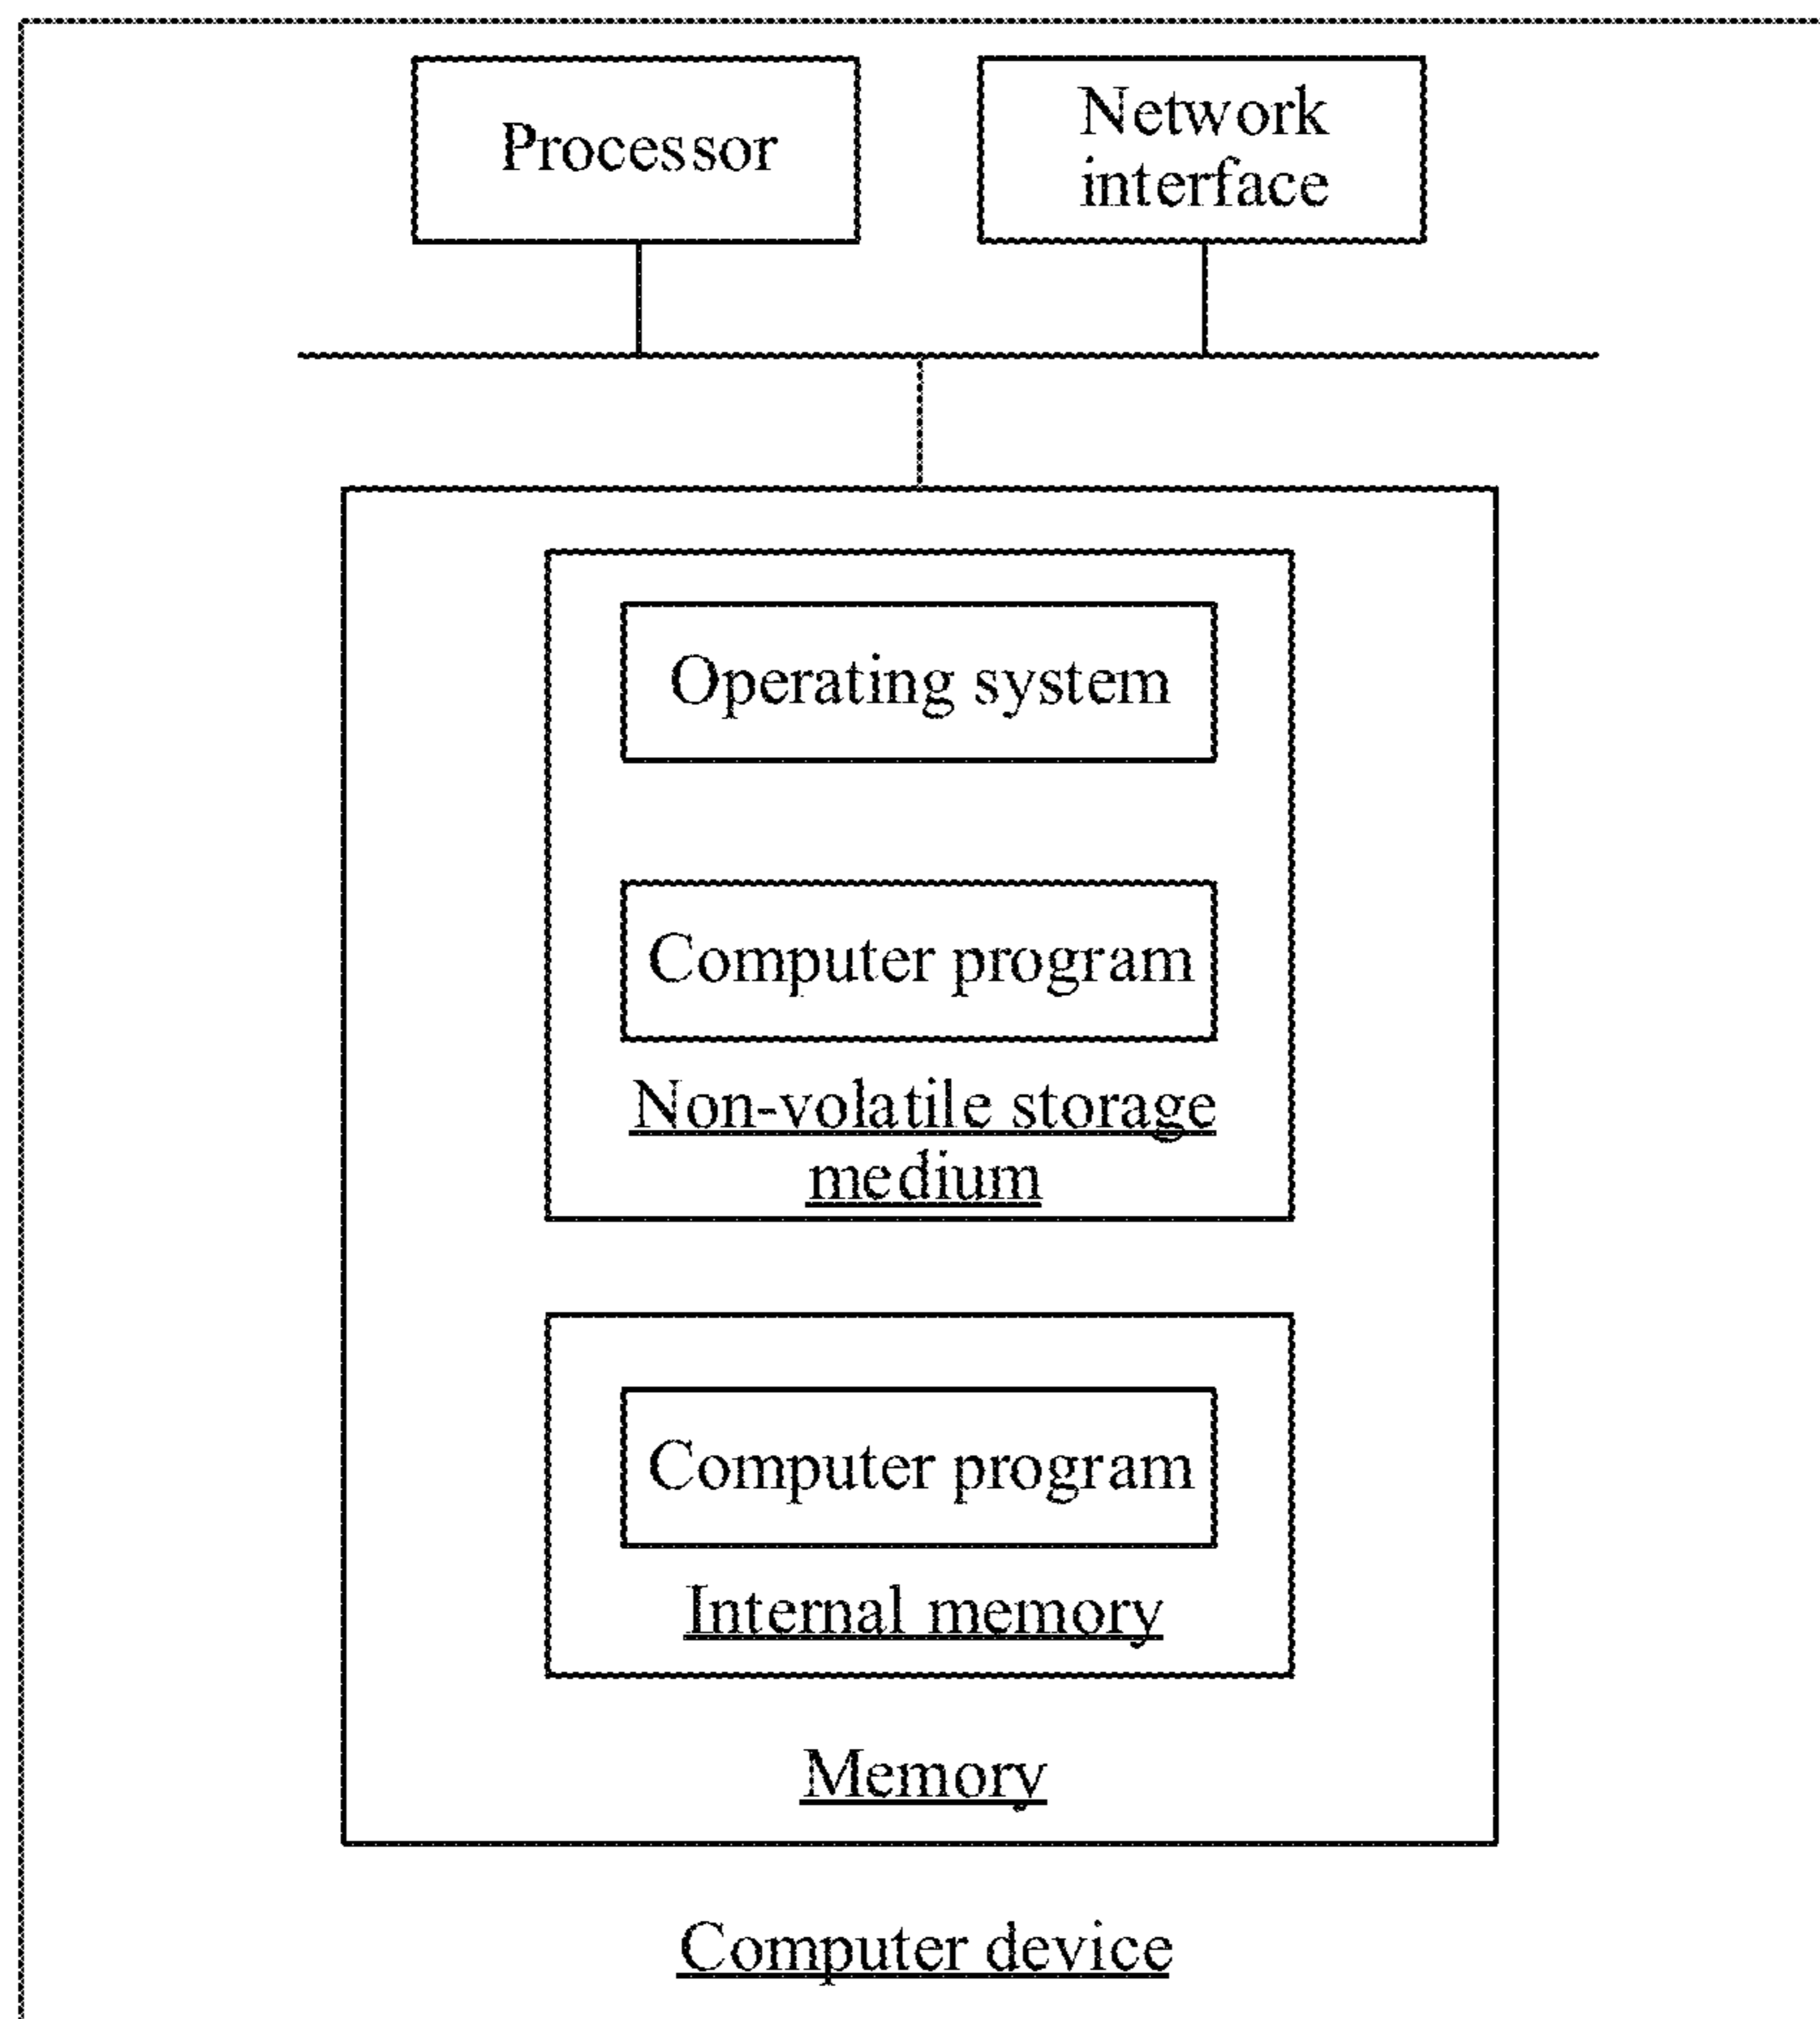 Processor
Network
interface
Operating system
Computer program
Non-volatile storage
medium
Computer program
Internal memory
Memory
Computer device